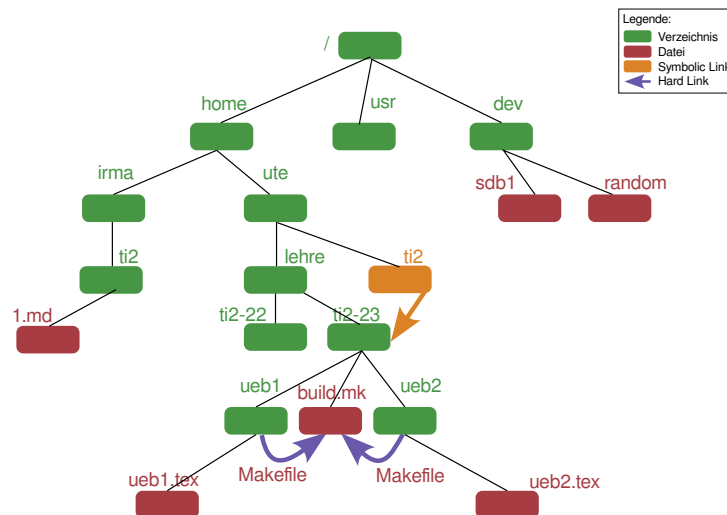 Legende:
Verzeichnis
Datei
Symbolic Link
Hard Link
/
home
usr
dev
irma
ute
sdb1
random
ti2
lehre
ti2
1.md
ti2-22
ti2-23
ueb1
build.mk
ueb2
Makefile
Makefile
ueb1.tex
ueb2.tex